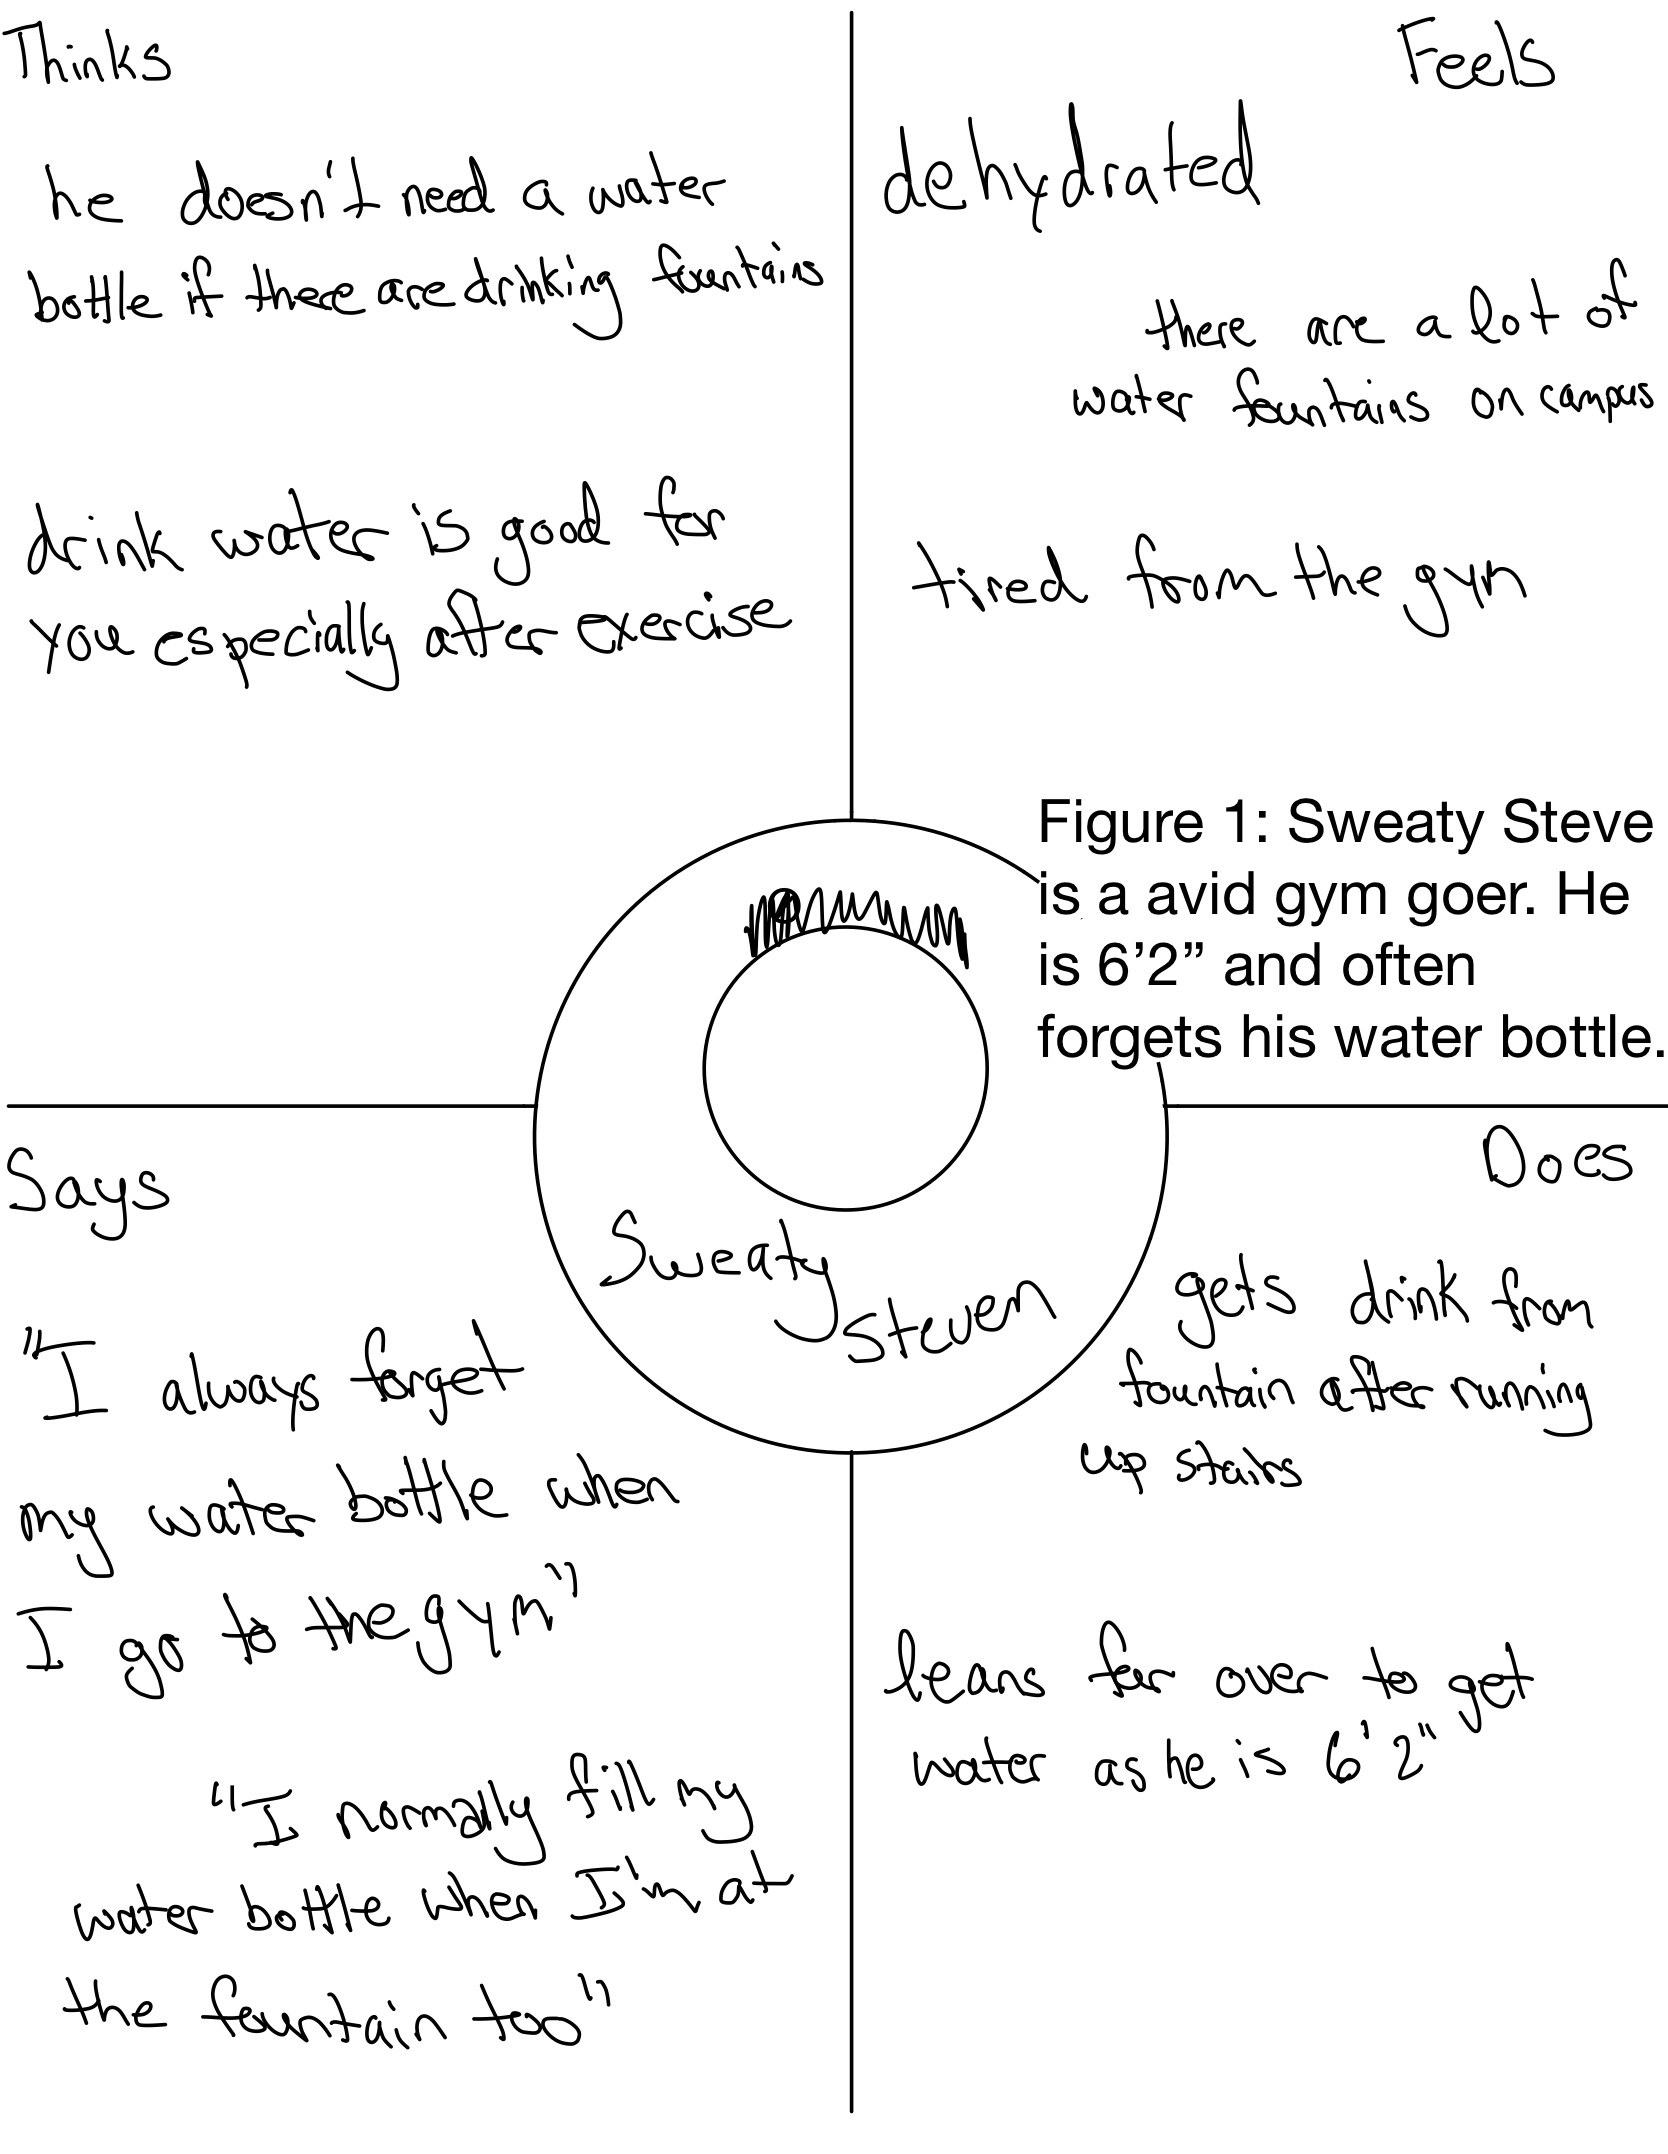 Thinks
he doesn't need a water
bottle if there are drinking fountains
drink water is good for
you especially after exercise
Feels
dehydrated
there are a lot of
water fountains on campus
tired from the gym
Figure 1: Sweaty Steve
is a avid gym goer. He
is 6’2” and often
forgets his water bottle.
Sweaty
Steven
Says
"I always forget
my water bottle when
I go to the gym"
"I normally fill my
water bottle when I'm at
the fountain too"
Does
gets drink from
fountain after running
up stairs
leans far over to get
water as he is 6'2"